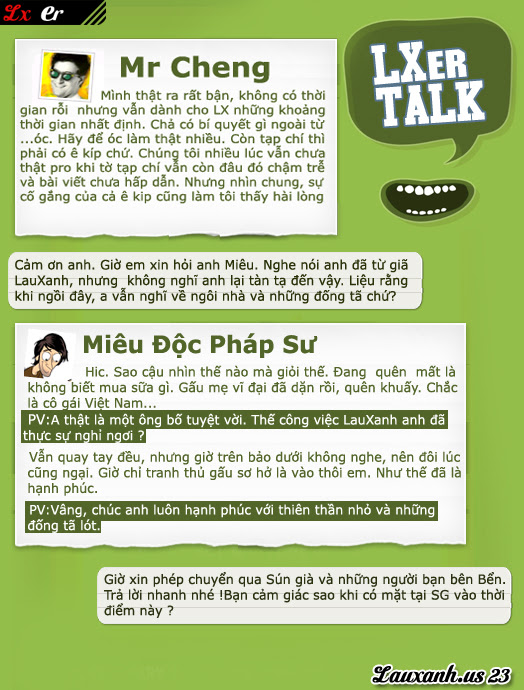 Lx er
LXER
TALK
Mr Cheng
Mình thật ra rất bận, không có thời
gian rỗi nhưng vẫn dành cho LX những khoảng
thời gian nhất định. Chả có bí quyết gì ngoài từ
...óc. Hãy để óc làm thật nhiều. Còn tạp chí thì
phải có ê kíp chứ. Chúng tôi nhiều lúc vẫn chưa
thật pro khi tờ tạp chí vẫn còn đâu đó chậm trễ
và bài viết chưa hấp dẫn. Nhưng nhìn chung, sự
cố gắng của cả ê kip cũng làm tôi thấy hài lòng
Cảm ơn anh. Giờ em xin hỏi anh Miêu. Nghe nói anh đã từ giã
LauXanh, nhưng không nghĩ anh lại tàn tạ đến vậy. Liệu rằng
khi ngồi đây, a vẫn nghĩ về ngôi nhà và những đống tã chứ?
Miêu Độc Pháp Sư
Hic. Sao cậu nhìn thế nào mà giỏi thế. Đang quên mất là
không biết mua sữa gì. Gấu mẹ vĩ đại đã dặn rồi, quên khuấy. Chắc
là cô gái Việt Nam...
PV:A thật là một ông bố tuyệt vời. Thế công việc LauXanh anh đã
thực sự nghỉ ngơi ?
Vẫn quay tay đều, nhưng giờ trên bảo dưới không nghe, nên đôi lúc
cũng ngại. Giờ chỉ tranh thủ gấu sơ hở là vào thôi em. Như thế đã là
hạnh phúc.
PV:Vâng, chúc anh luôn hạnh phúc với thiên thần nhỏ và những
đống tã lót.
Giờ xin phép chuyển qua Sún già và những người bạn bên Bển.
Trả lời nhanh nhé !Bạn cảm giác sao khi có mặt tại SG vào thời
điểm này ?
Lauxanh.us 23